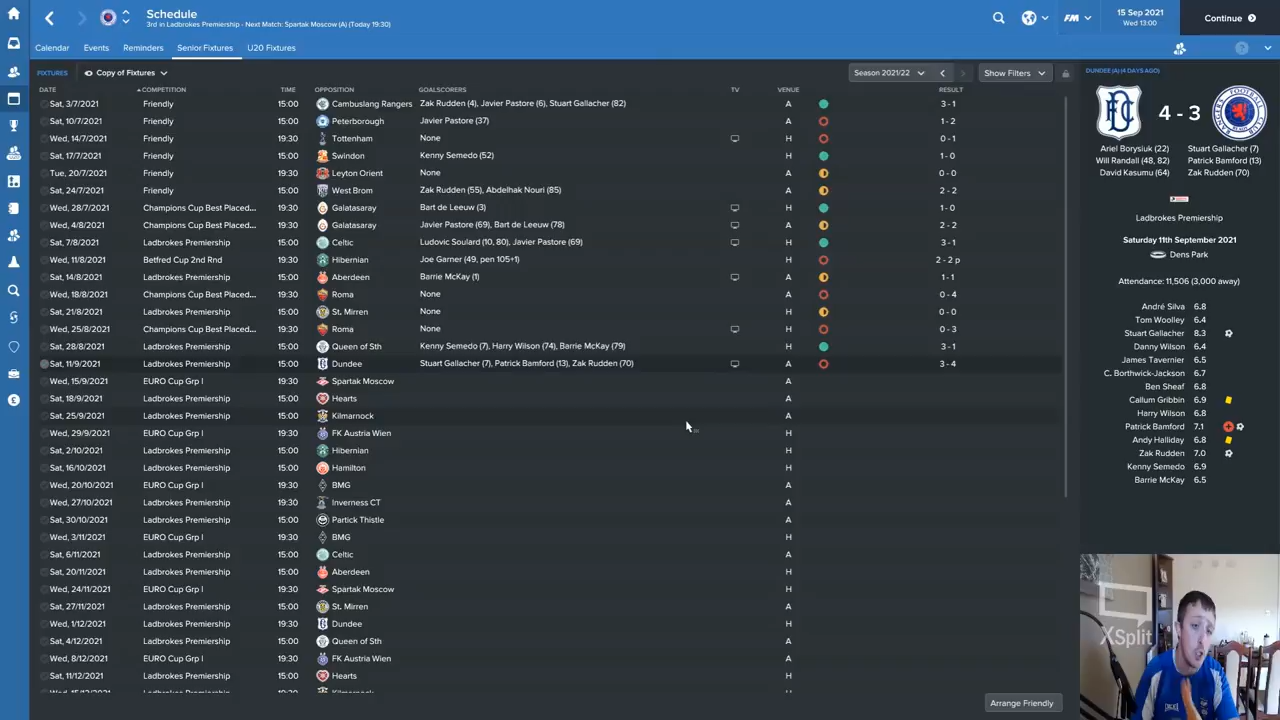 Schedule
3rd in Ladbrokes Premiership - Next Match: Spartak Moscow (A) (Today 19:30)
FM
15 Sep 2021
Wed 13:00
Continue
Calendar Events Reminders Senior Fixtures U20 Fixtures
FIXTURES Copy of Fixtures Season 2021/22 Show Filters
DATE COMPETITION TIME OPPOSITION GOALSCORERS TV VENUE RESULT
Sat, 3/7/2021 Friendly 15:00 Cambuslang Rangers Zak Rudden (4), Javier Pastore (6), Stuart Gallacher (82) A 3 - 1
Sat, 10/7/2021 Friendly 15:00 Peterborough Javier Pastore (37) A 1 - 2
Wed, 14/7/2021 Friendly 19:30 Tottenham None H 0 - 1
Sat, 17/7/2021 Friendly 15:00 Swindon Kenny Semedo (52) H 1 - 0
Tue, 20/7/2021 Friendly 19:30 Leyton Orient None A 0 - 0
Sat, 24/7/2021 Friendly 15:00 West Brom Zak Rudden (55), Abdelhak Nouri (85) A 2 - 2
Wed, 28/7/2021 Champions Cup Best Placed... 19:30 Galatasaray Bart de Leeuw (3) H 1 - 0
Wed, 4/8/2021 Champions Cup Best Placed... 19:30 Galatasaray Javier Pastore (69), Bart de Leeuw (78) A 2 - 2
Sat, 7/8/2021 Ladbrokes Premiership 15:00 Celtic Ludovic Soulard (10, 80), Javier Pastore (69) H 3 - 1
Wed, 11/8/2021 Betfred Cup 2nd Rnd 19:30 Hibernian Joe Garner (49, pen 105+1) H 2 - 2 p
Sat, 14/8/2021 Ladbrokes Premiership 15:00 Aberdeen Barrie McKay (1) A 1 - 1
Wed, 18/8/2021 Champions Cup Best Placed... 19:30 Roma None A 0 - 4
Sat, 21/8/2021 Ladbrokes Premiership 15:00 St. Mirren None H 0 - 0
Wed, 25/8/2021 Champions Cup Best Placed... 19:30 Roma None H 0 - 3
Sat, 28/8/2021 Ladbrokes Premiership 15:00 Queen of Sth Kenny Semedo (7), Harry Wilson (74), Barrie McKay (79) H 3 - 1
Sat, 11/9/2021 Ladbrokes Premiership 15:00 Dundee Stuart Gallacher (7), Patrick Bamford (13), Zak Rudden (70) A 3 - 4
Wed, 15/9/2021 EURO Cup Grp I 19:30 Spartak Moscow A
Sat, 18/9/2021 Ladbrokes Premiership 15:00 Hearts A
Sat, 25/9/2021 Ladbrokes Premiership 15:00 Kilmarnock A
Wed, 29/9/2021 EURO Cup Grp I 19:30 FK Austria Wien H
Sat, 2/10/2021 Ladbrokes Premiership 15:00 Hibernian H
Sat, 16/10/2021 Ladbrokes Premiership 15:00 Hamilton H
Wed, 20/10/2021 EURO Cup Grp I 19:30 BMG A
Wed, 27/10/2021 Ladbrokes Premiership 19:30 Inverness CT A
Sat, 30/10/2021 Ladbrokes Premiership 15:00 Partick Thistle A
Wed, 3/11/2021 EURO Cup Grp I 19:30 BMG H
Sat, 6/11/2021 Ladbrokes Premiership 15:00 Celtic A
Sat, 20/11/2021 Ladbrokes Premiership 15:00 Aberdeen H
Wed, 24/11/2021 EURO Cup Grp I 19:30 Spartak Moscow H
Sat, 27/11/2021 Ladbrokes Premiership 15:00 St. Mirren A
Wed, 1/12/2021 Ladbrokes Premiership 19:30 Dundee H
Sat, 4/12/2021 Ladbrokes Premiership 15:00 Queen of Sth A
Wed, 8/12/2021 EURO Cup Grp I 19:30 FK Austria Wien A
Sat, 11/12/2021 Ladbrokes Premiership 15:00 Hearts H
Arrange Friendly
DUNDEE (A) (4 DAYS AGO)
4 - 3
Ariel Borysiuk (22) Stuart Gallacher (7)
Will Randall (48, 82) Patrick Bamford (13)
David Kasumu (64) Zak Rudden (70)
Ladbrokes Premiership
Saturday 11th September 2021
Dens Park
Attendance: 11,506 (3,000 away)
André Silva 6.8
Tom Woolley 6.4
Stuart Gallacher 8.3
Danny Wilson 6.4
James Tavernier 6.5
C. Borthwick-Jackson 6.7
Ben Sheaf 6.8
Callum Gribbin 6.9
Harry Wilson 6.8
Patrick Bamford 7.1
Andy Halliday 6.8
Zak Rudden 7.0
Kenny Semedo 6.9
Barrie McKay 6.5
XSplit